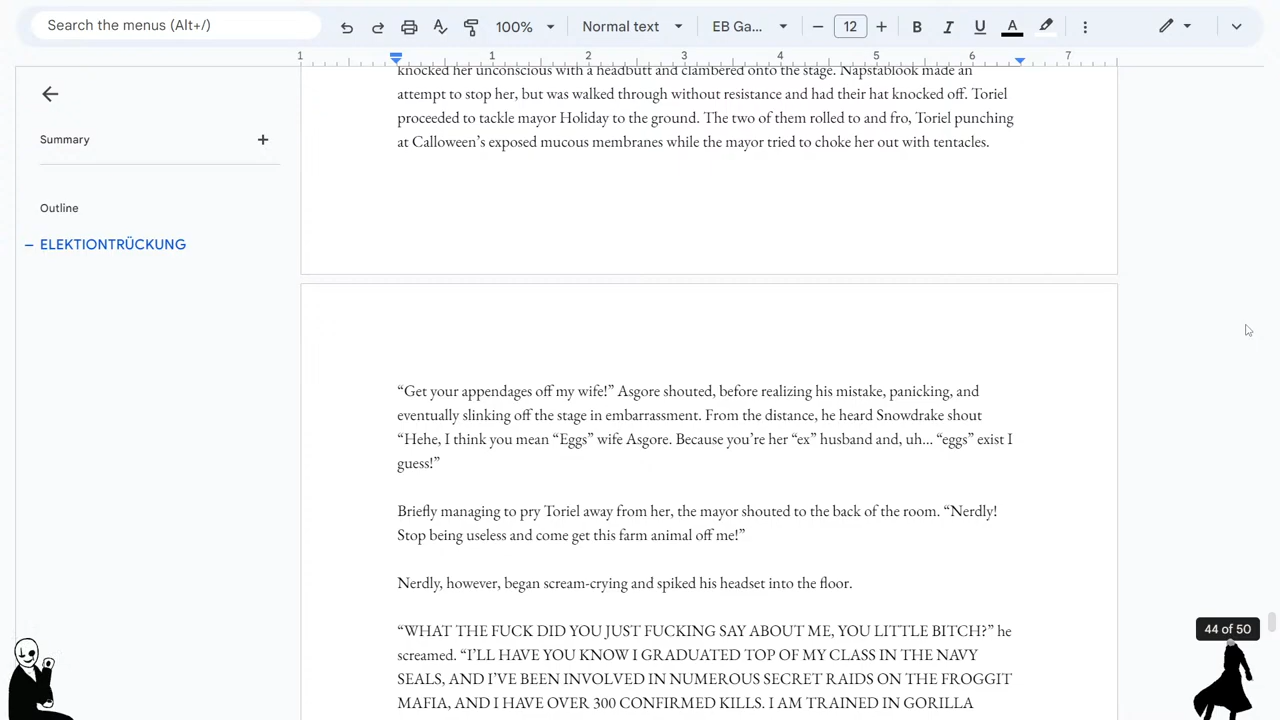 Search the menus (Alt+/)
100%
Normal text
EB Ga...
12
B
I
U
A
1
1
2
3
4
5
6
7
Summary
Outline
ELEKTIONTRÜCKUNG
knocked her unconscious with a headbutt and clambered onto the stage. Napstablook made an
attempt to stop her, but was walked through without resistance and had their hat knocked off. Toriel
proceeded to tackle mayor Holiday to the ground. The two of them rolled to and fro, Toriel punching
at Calloween’s exposed mucous membranes while the mayor tried to choke her out with tentacles.
“Get your appendages off my wife!” Asgore shouted, before realizing his mistake, panicking, and
eventually slinking off the stage in embarrassment. From the distance, he heard Snowdrake shout
“Hehe, I think you mean “Eggs” wife Asgore. Because you’re her “ex” husband and, uh... “eggs” exist I
guess!”
Briefly managing to pry Toriel away from her, the mayor shouted to the back of the room. “Nerdly!
Stop being useless and come get this farm animal off me!”
Nerdly, however, began scream-crying and spiked his headset into the floor.
“WHAT THE FUCK DID YOU JUST FUCKING SAY ABOUT ME, YOU LITTLE BITCH?” he
screamed. “I’LL HAVE YOU KNOW I GRADUATED TOP OF MY CLASS IN THE NAVY
SEALS, AND I’VE BEEN INVOLVED IN NUMEROUS SECRET RAIDS ON THE FROGGIT
MAFIA, AND I HAVE OVER 300 CONFIRMED KILLS. I AM TRAINED IN GORILLA
44 of 50